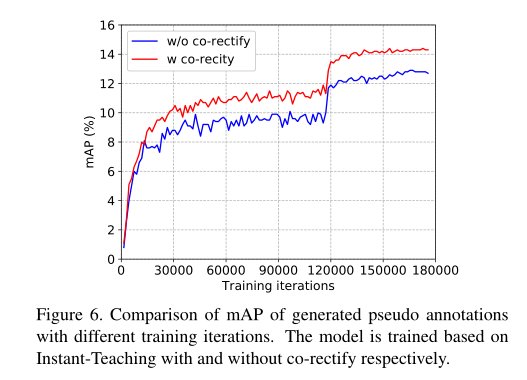 16
14
12
10
8
6
4
2
0
mAP (%)
w/o co-rectify
w co-recity
0 30000 60000 90000 120000 150000 180000
Training iterations
Figure 6. Comparison of mAP of generated pseudo annotations
with different training iterations. The model is trained based on
Instant-Teaching with and without co-rectify respectively.